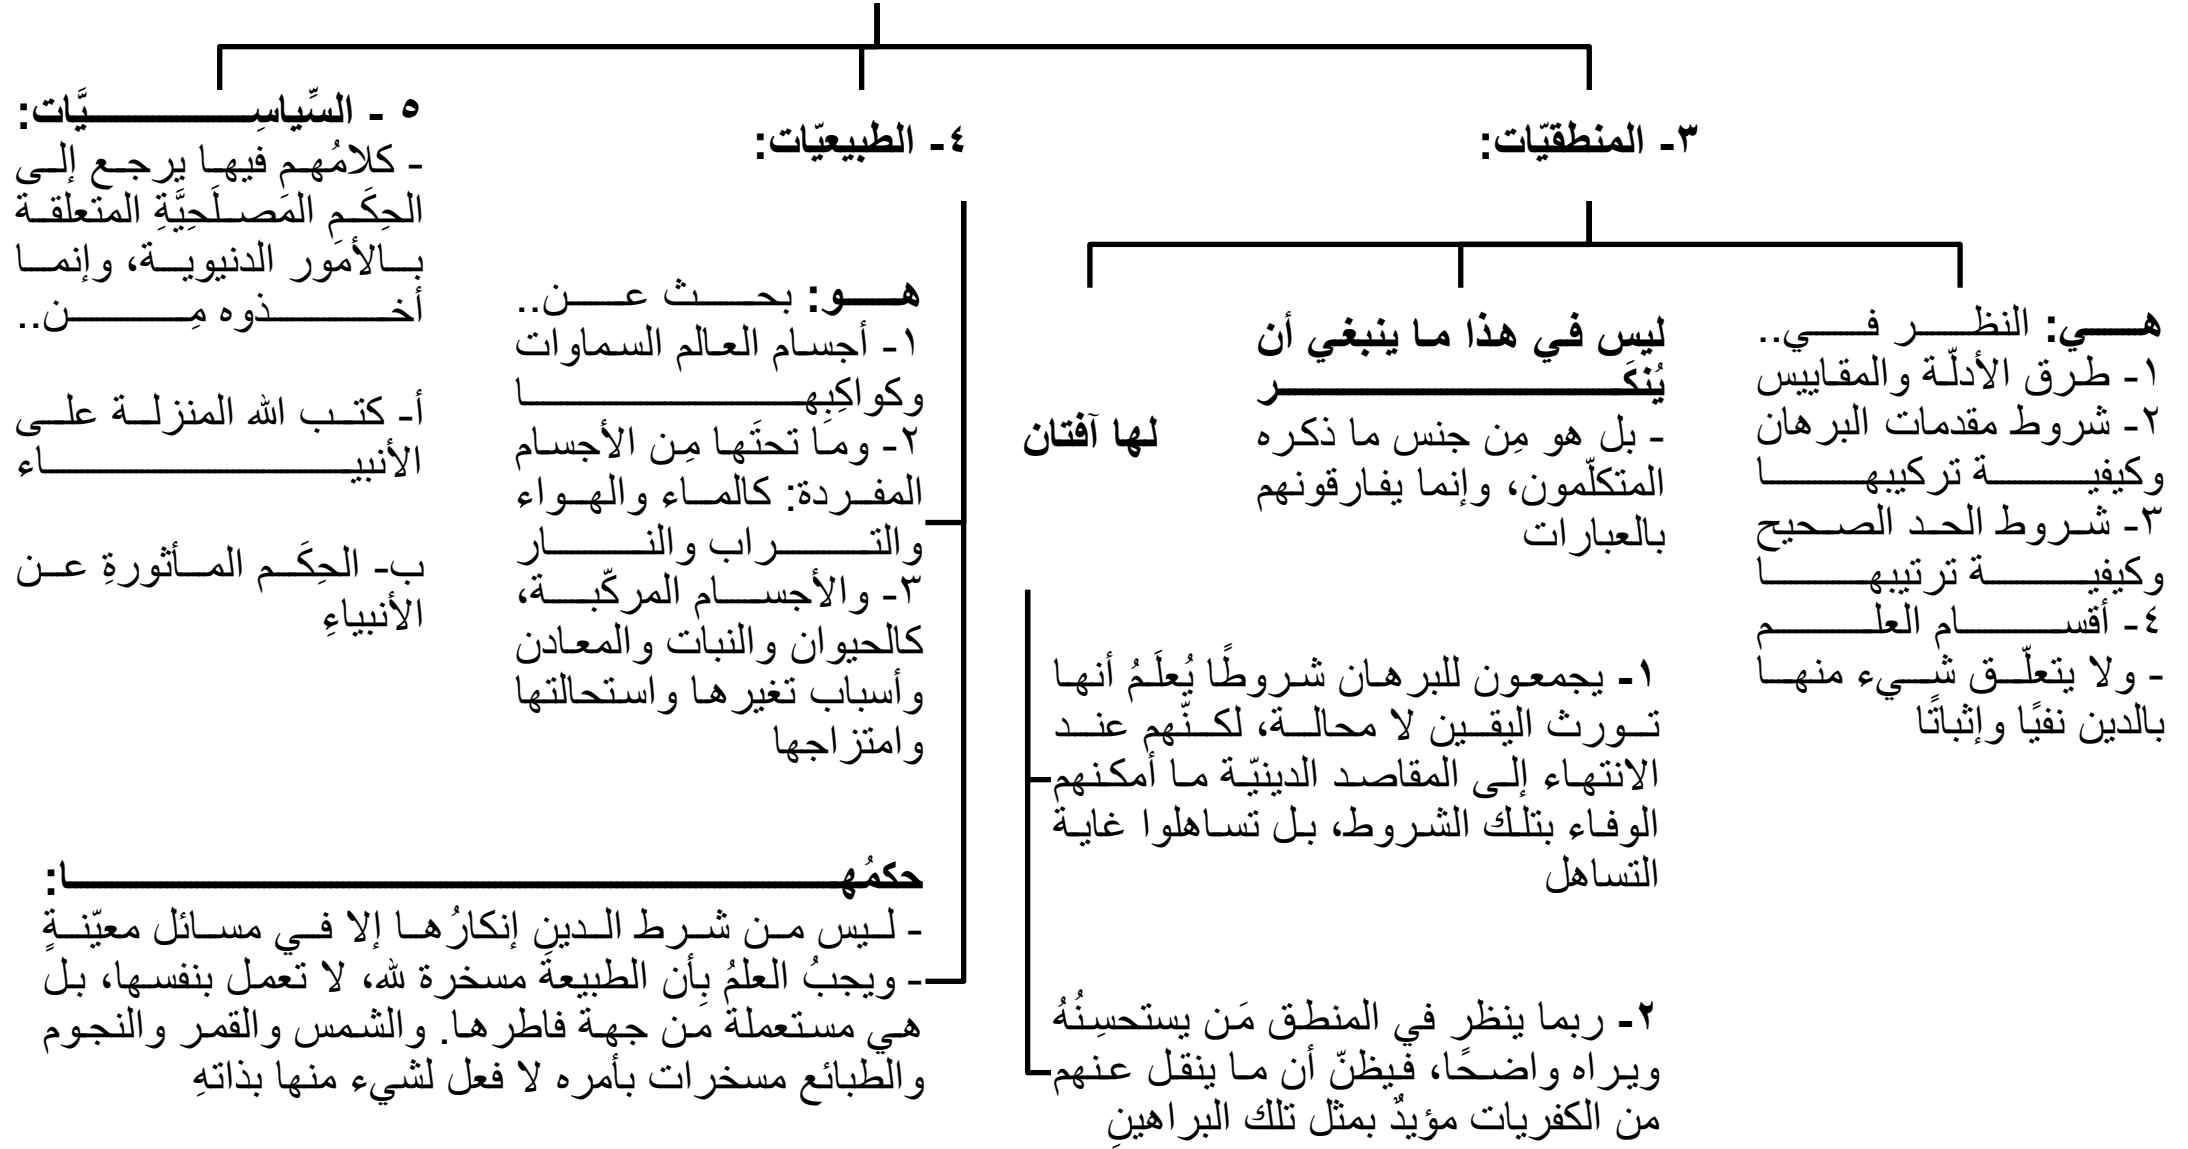 ٣- المنطقيّات:
هي: النظر في..
١- طرق الأدلّة والمقاييس
٢- شروط مقدمات البرهان
وكيفية تركيبها
٣- شروط الحد الصحيح
وكيفية ترتيبها
٤- أقسام العلم
- ولا يتعلّق شيء منها
بالدين نفيًا وإثباتًا
ليس في هذا ما ينبغي أن
يُنكَر
- بل هو مِن جنس ما ذكره
المتكلّمون، وإنما يفارقونهم
بالعبارات
لها آفتان
١- يجمعون للبرهان شروطًا يُعلَمُ أنها
تورث اليقين لا محالة، لكنّهم عند
الانتهاء إلى المقاصد الدينيّة ما أمكنهم
الوفاء بتلك الشروط، بل تساهلوا غاية
التساهل
٢- ربما ينظر في المنطق مَن يستحسِنُهُ
ويراه واضحًا، فيظنّ أن ما ينقل عنهم
من الكفريات مؤيدٌ بمثل تلك البراهينِ
٤- الطبيعيّات:
هو: بحث عن..
١- أجسام العالم السماوات
وكواكِبِها
٢- وما تحتَها مِن الأجسام
المفردة: كالماء والهواء
والتراب والنار
٣- والأجسام المركّبة،
كالحيوان والنبات والمعادن
وأسباب تغيرها واستحالتها
وامتزاجها
حكمُها:
- ليس من شرط الدينِ إنكارُها إلا في مسائل معيّنةٍ
- ويجبُ العلمُ بِأن الطبيعةَ مسخرة لله، لا تعمل بنفسها، بل
هي مستعملة من جهة فاطرها. والشمس والقمر والنجوم
والطبائع مسخرات بأمره لا فعل لشيء منها بذاتهِ
٥ - السِّياسِيَّات:
- كلامُهم فيها يرجع إلى
الحِكَمِ المَصلَحِيَّةِ المتعلقة
بالأمور الدنيوية، وإنما
أخذوه مِن..
أ- كتب الله المنزلة على
الأنبياء
ب- الحِكَم المأثورةِ عن
الأنبياءِ